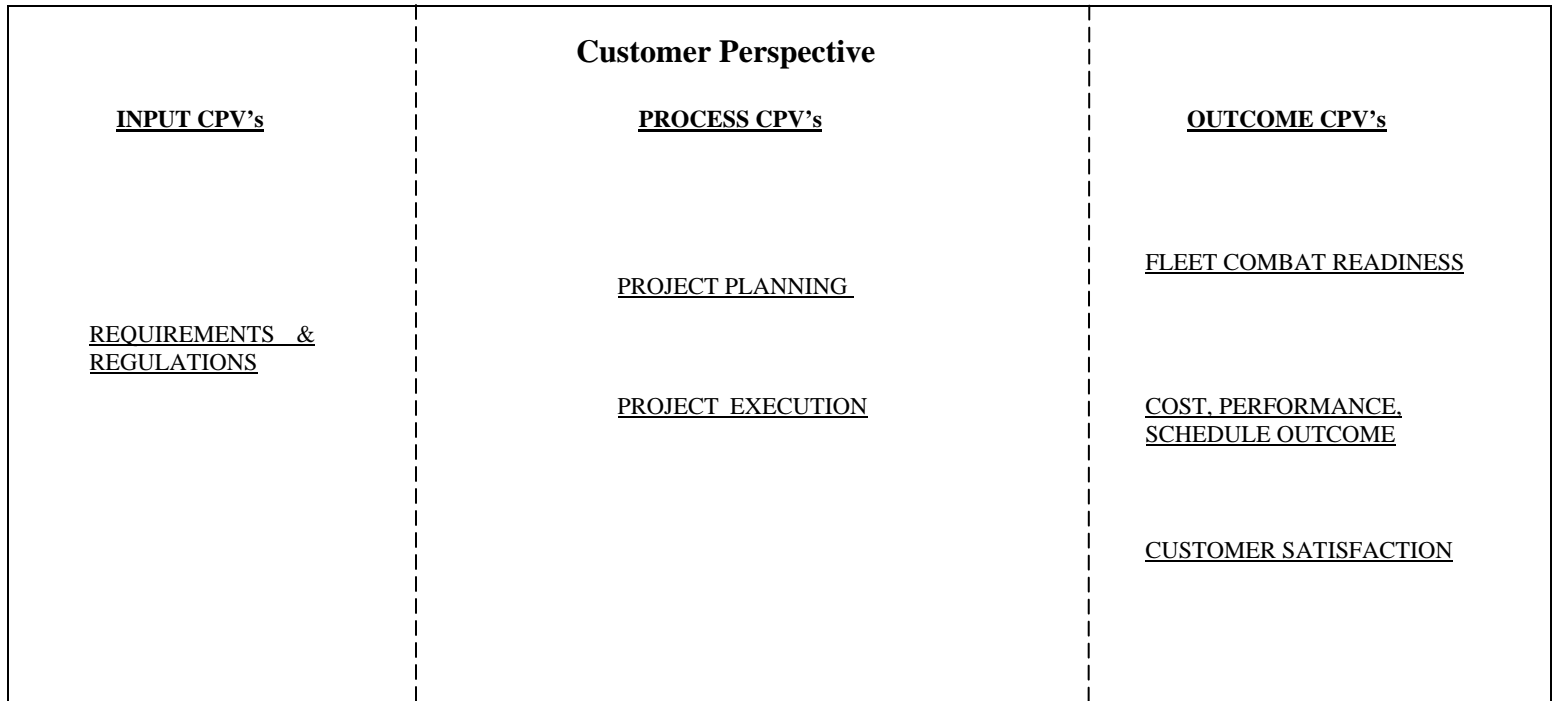 Customer Perspective
INPUT CPV's
PROCESS CPV's
OUTCOME CPV's
REQUIREMENTS & 
REGULATIONS
PROJECT PLANNING
PROJECT EXECUTION
FLEET COMBAT READINESS
COST, PERFORMANCE,
SCHEDULE OUTCOME
CUSTOMER SATISFACTION